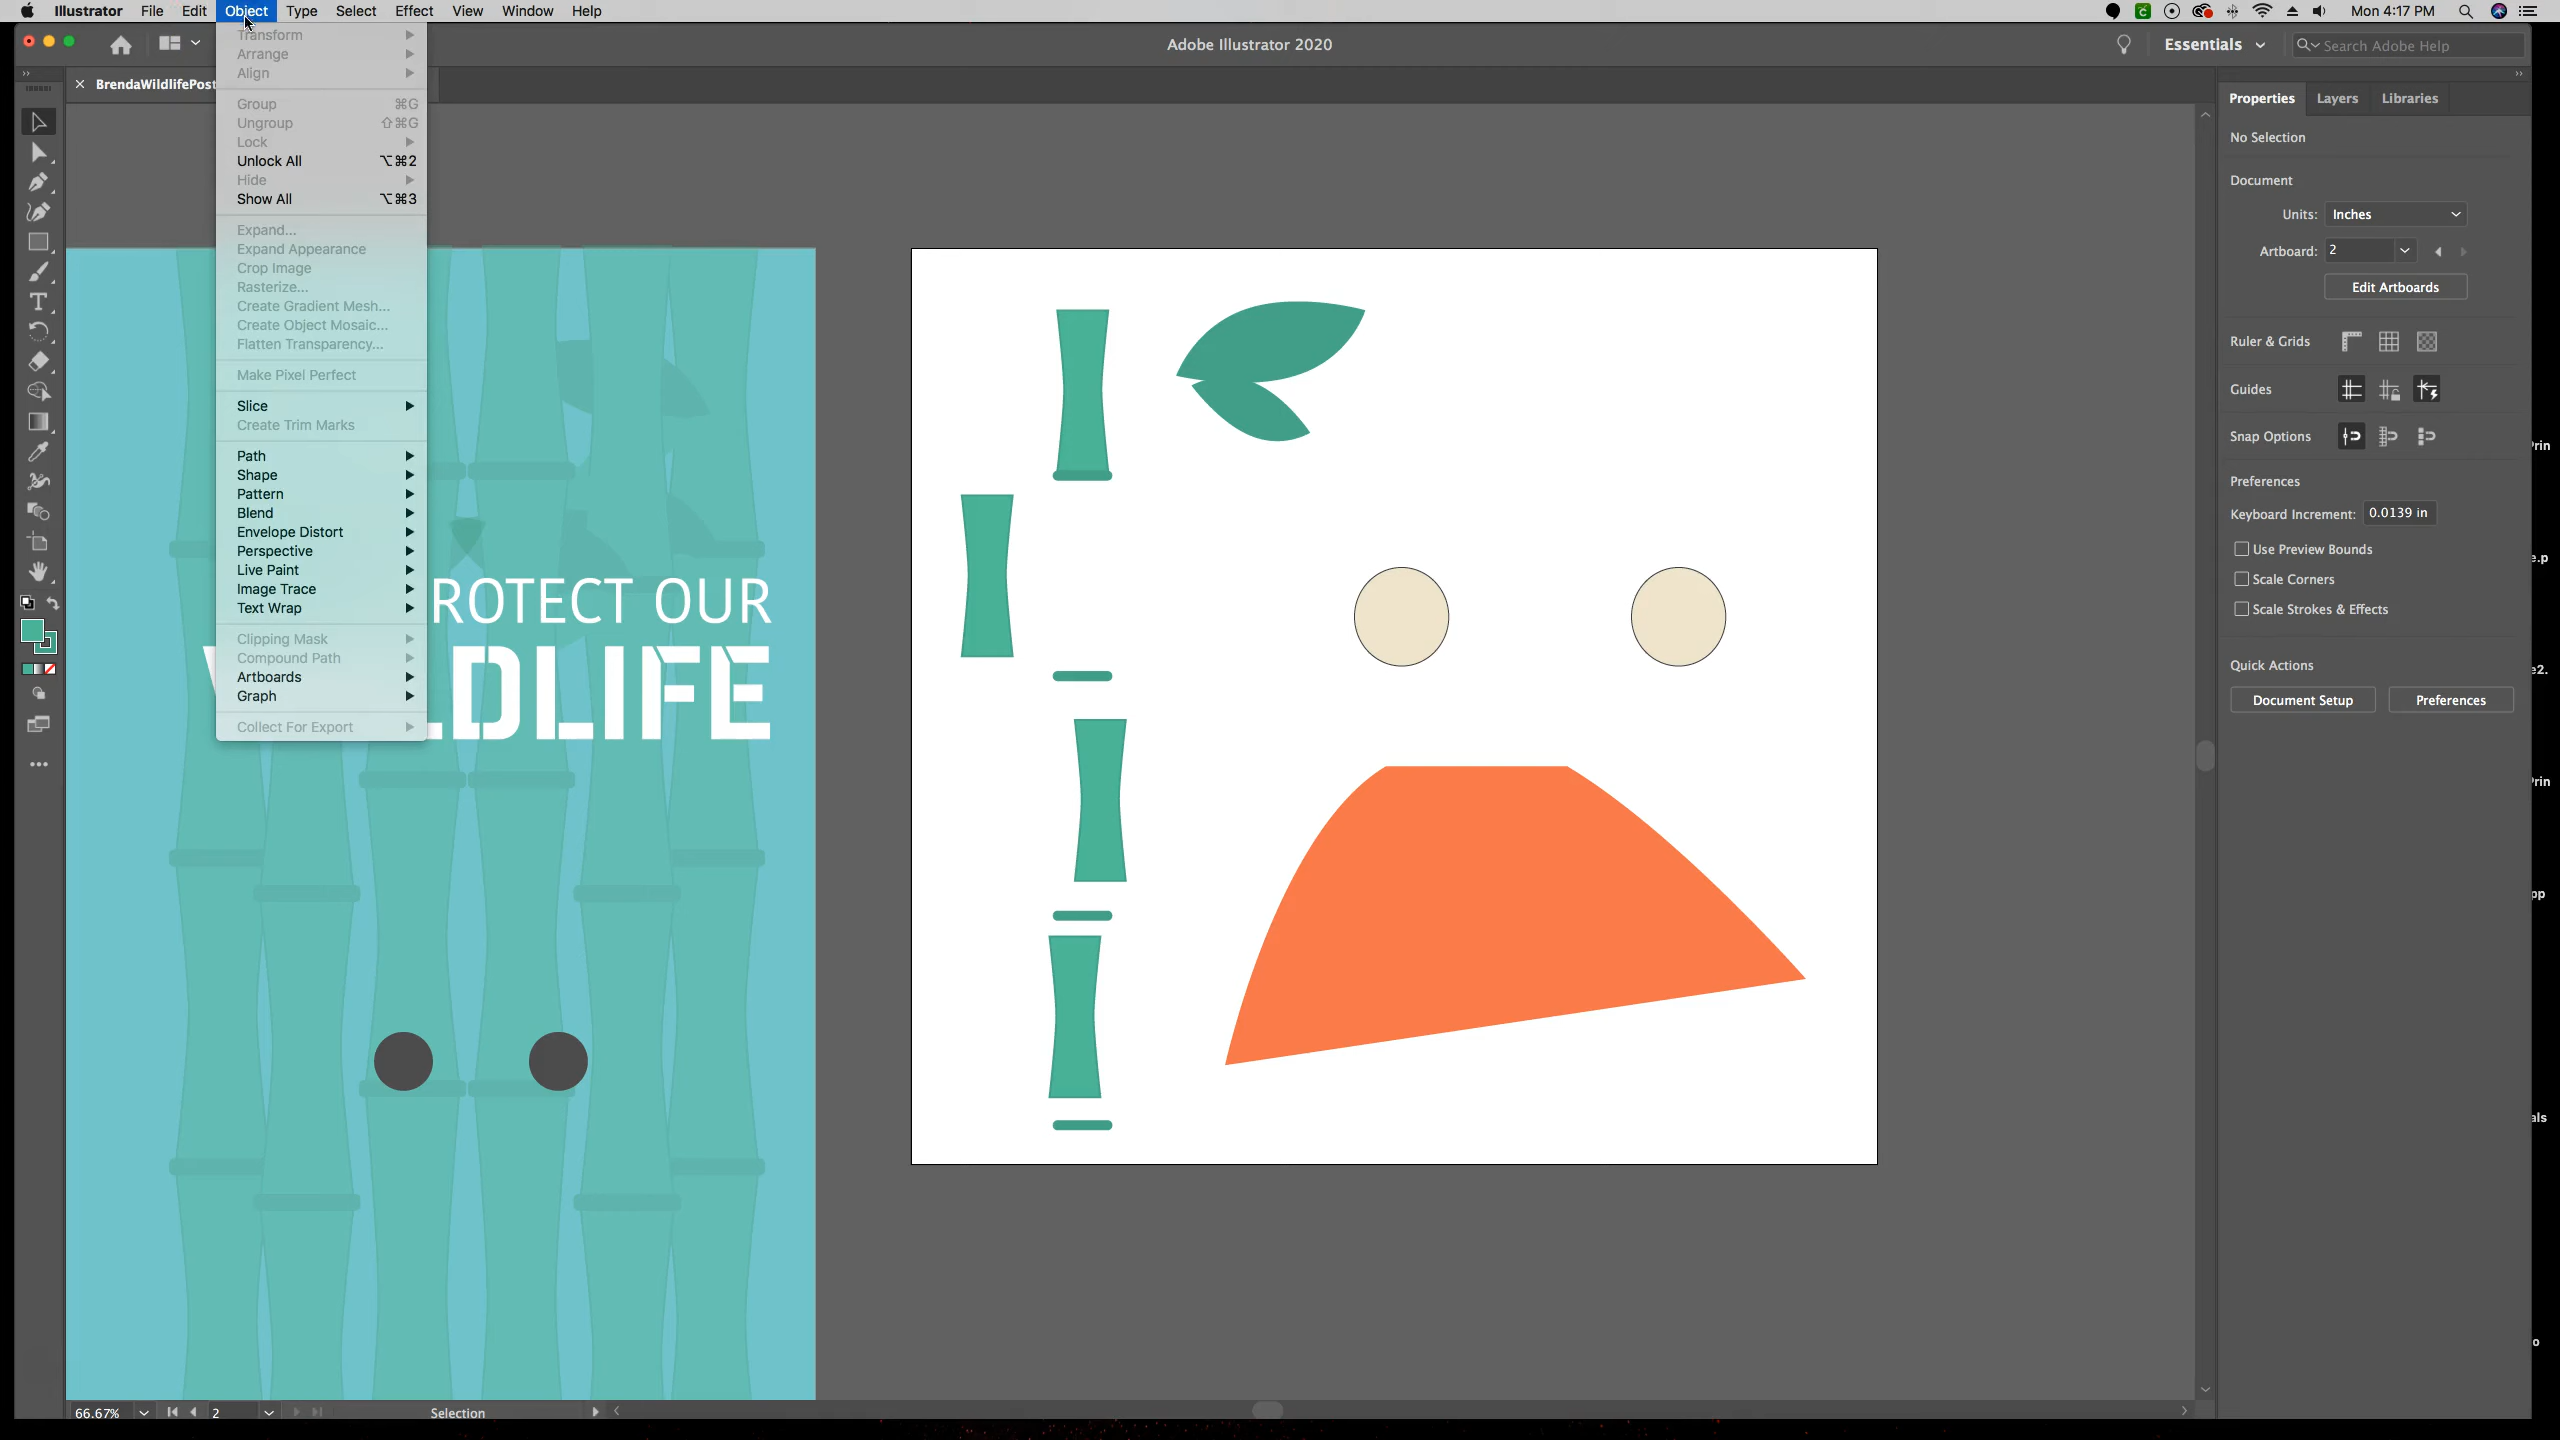 Illustrator File Edit Object Type Select Effect View Window Help
Mon 4:17 PM
Adobe Illustrator 2020
Essentials
Search Adobe Help
× BrendaWildlifePost
Transform
Arrange
Align
Group ⌘G
Ungroup ⇧⌘G
Lock
Unlock All ⌥⌘2
Hide
Show All ⌥⌘3
Expand...
Expand Appearance
Crop Image
Rasterize...
Create Gradient Mesh...
Create Object Mosaic...
Flatten Transparency...
Make Pixel Perfect
Slice
Create Trim Marks
Path
Shape
Pattern
Blend
Envelope Distort
Perspective
Live Paint
Image Trace
Text Wrap
Clipping Mask
Compound Path
Artboards
Graph
Collect For Export
ROTECT OUR
LDLIFE
Properties Layers Libraries
No Selection
Document
Units: Inches
Artboard: 2
Edit Artboards
Ruler & Grids
Guides
Snap Options
Preferences
Keyboard Increment: 0.0139 in
Use Preview Bounds
Scale Corners
Scale Strokes & Effects
Quick Actions
Document Setup Preferences
rin
e.p
e2.
rin
pp
als
o
66.67% 2 Selection